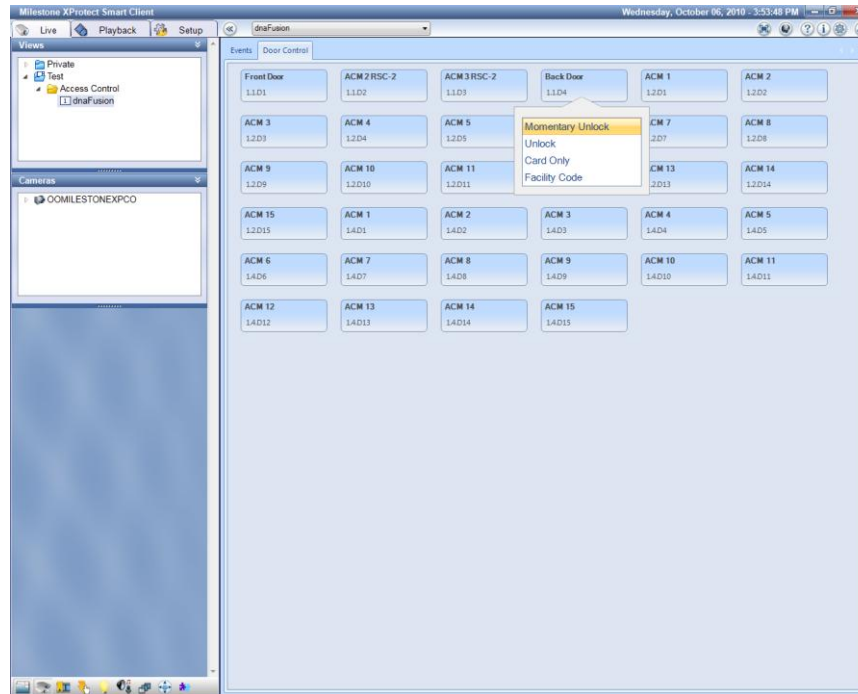 Milestone XProtect Smart Client
Wednesday, October 06, 2010 - 3:53:48 PM
Live Playback Setup
dnaFusion
Views
Private
Test
Access Control
1 dnaFusion
Cameras
OOMILESTONEXPCO
Events Door Control
Front Door ACM 2 RSC-2 ACM 3 RSC-2 Back Door ACM 1 ACM 2
1.1.D1 1.1.D2 1.1.D3 1.1.D4 1.2.D1 1.2.D2
ACM 3 ACM 4 ACM 5 CM 7 ACM 8
1.2.D3 1.2.D4 1.2.D5 .2.D7 1.2.D8
Momentary Unlock
Unlock
Card Only
Facility Code
ACM 9 ACM 10 ACM 11 CM 13 ACM 14
1.2.D9 1.2.D10 1.2.D11 .2.D13 1.2.D14
ACM 15 ACM 1 ACM 2 ACM 3 ACM 4 ACM 5
1.2.D15 1.4.D1 1.4.D2 1.4.D3 1.4.D4 1.4.D5
ACM 6 ACM 7 ACM 8 ACM 9 ACM 10 ACM 11
1.4.D6 1.4.D7 1.4.D8 1.4.D9 1.4.D10 1.4.D11
ACM 12 ACM 13 ACM 14 ACM 15
1.4.D12 1.4.D13 1.4.D14 1.4.D15